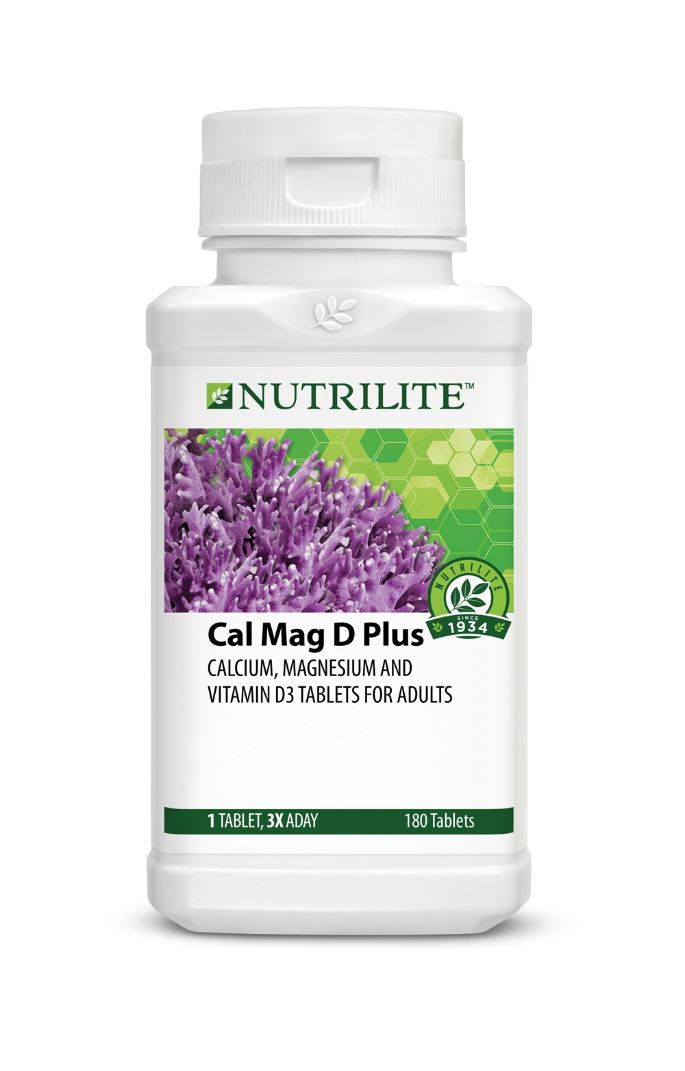 NUTRILITE™
NUTRILITE
SINCE
1934
Cal Mag D Plus
CALCIUM, MAGNESIUM AND
VITAMIN D3 TABLETS FOR ADULTS
1 TABLET, 3X ADAY 180 Tablets